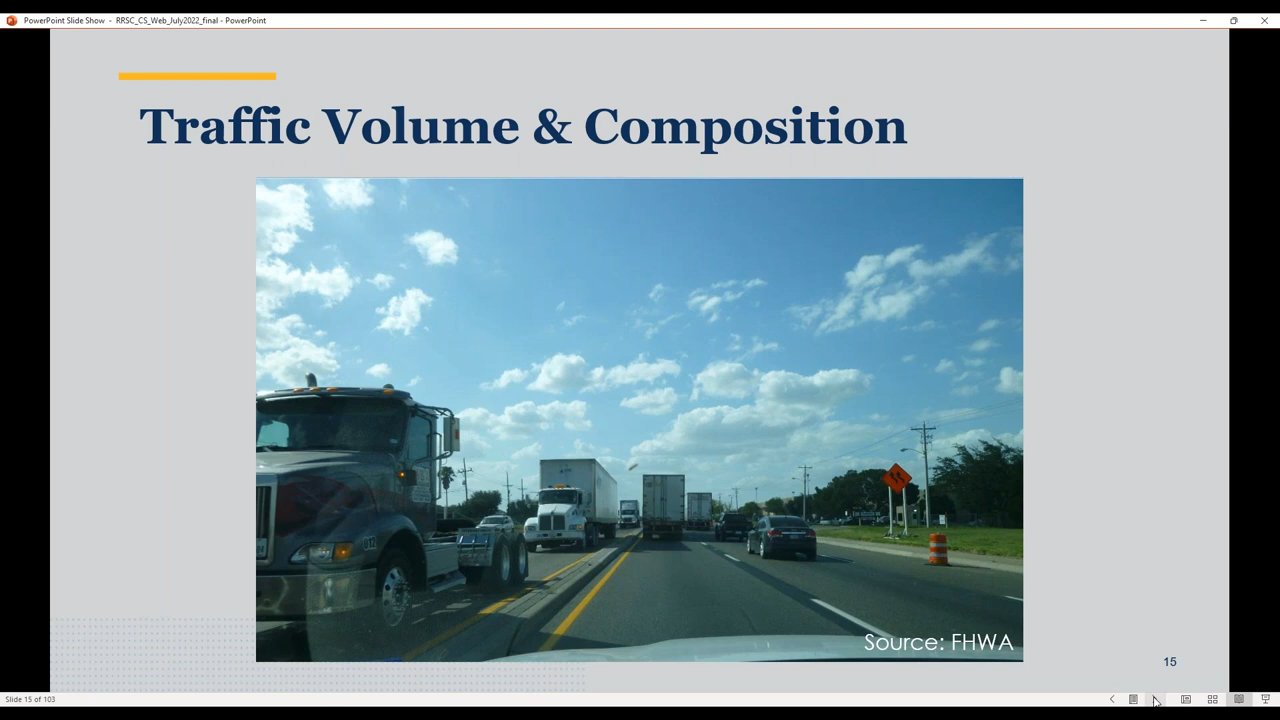 PowerPoint Slide Show - RRSC_CS_Web_July2022_final - PowerPoint
Traffic Volume & Composition
Source: FHWA
15
Slide 15 of 103